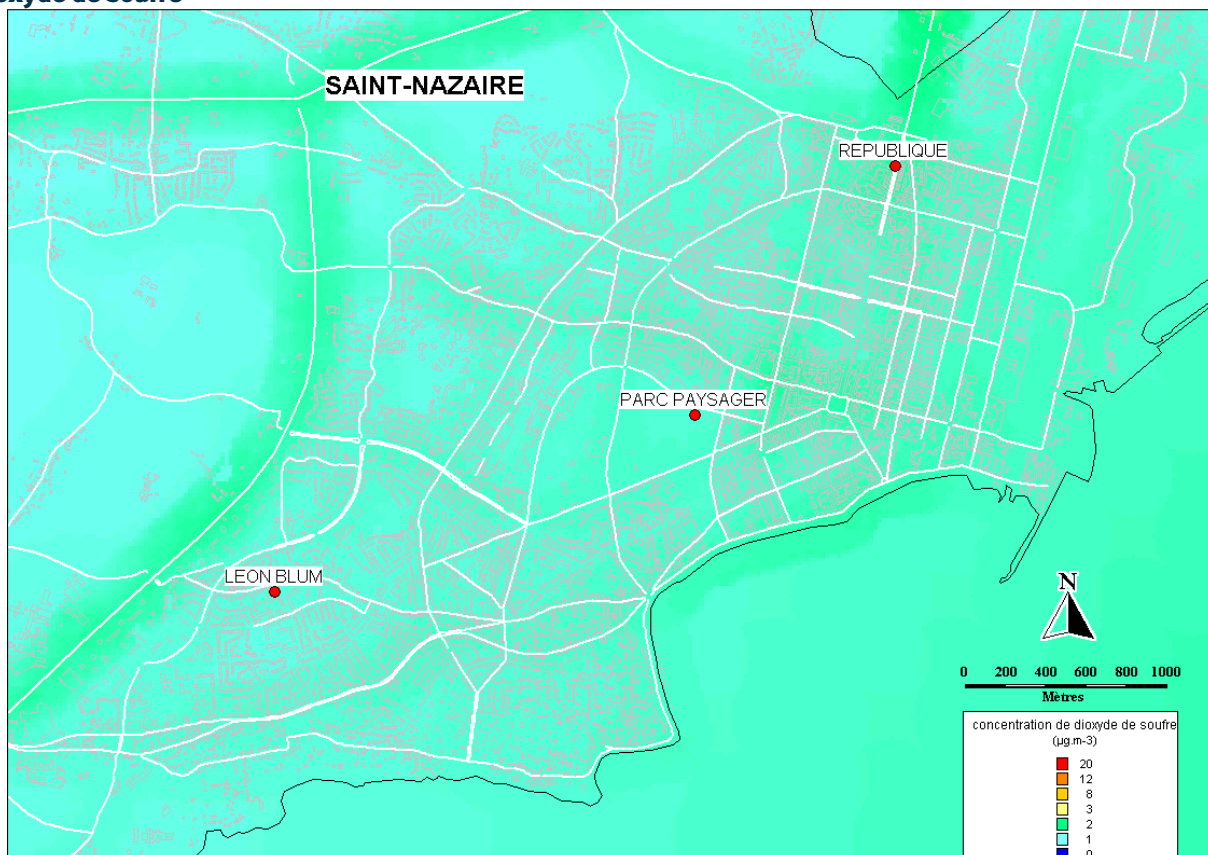 SAINT-NAZAIRE
REPUBLIQUE
PARC PAYSAGER
LEON BLUM
N
0 200 400 600 800 1000
Mètres
concentration de dioxyde de soufre
(µg.m-3)
20
12
8
3
2
1
0